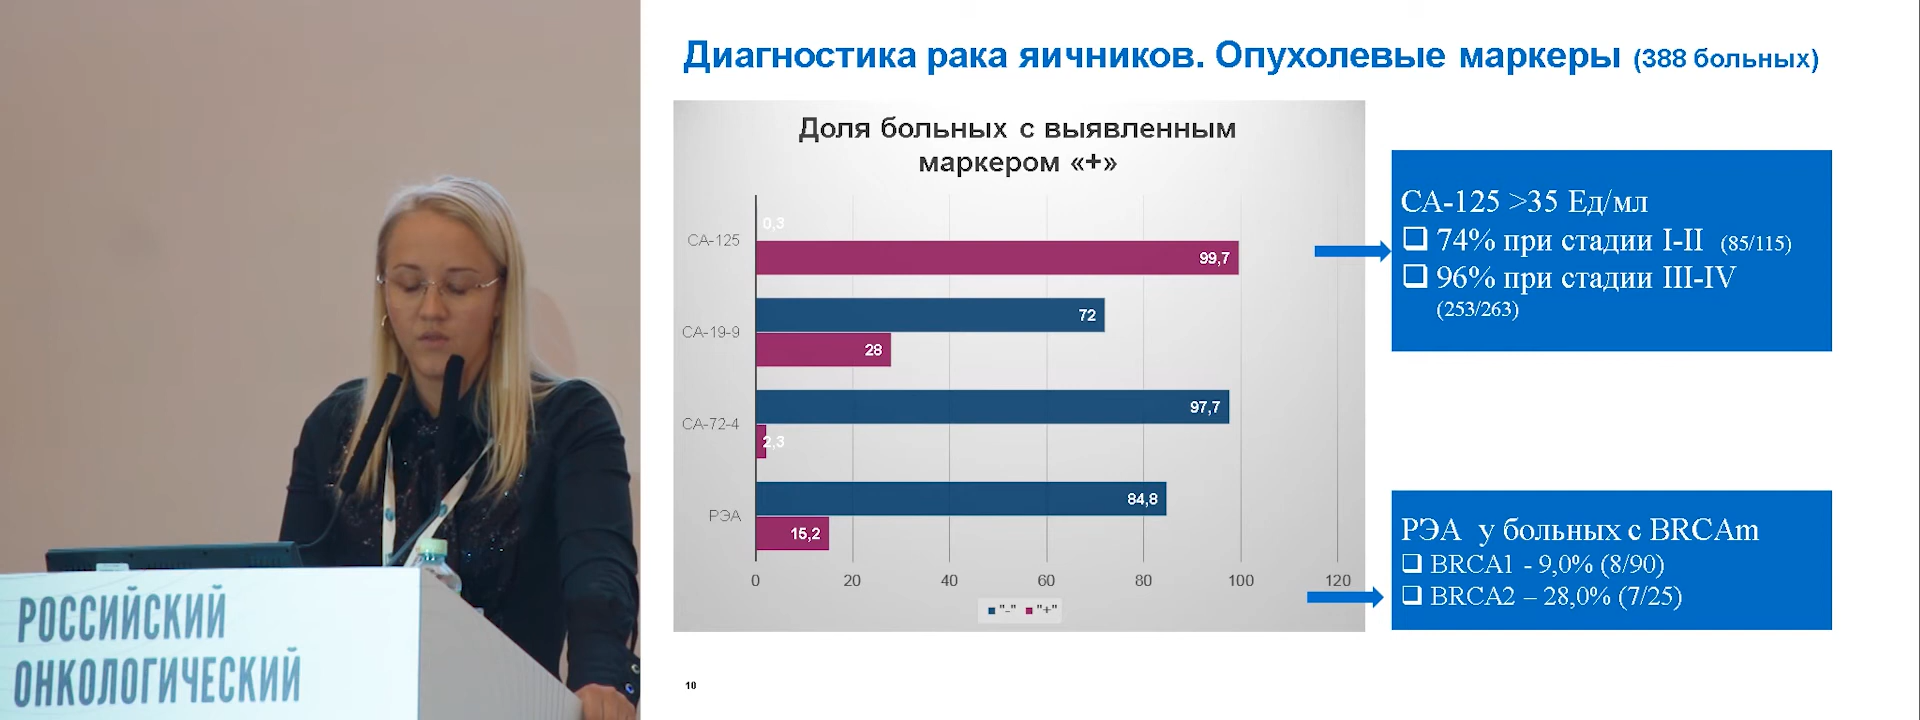 Диагностика рака яичников. Опухолевые маркеры (388 больных)
Доля больных с выявленным
маркером «+»
СА-125
0,3
99,7
СА-19-9
72
28
СА-72-4
97,7
2,3
РЭА
84,8
15,2
0 20 40 60 80 100 120
"-" "+"
СА-125 >35 Ед/мл
74% при стадии I-II (85/115)
96% при стадии III-IV
(253/263)
РЭА у больных с BRCAm
BRCA1 - 9,0% (8/90)
BRCA2 – 28,0% (7/25)
10
РОССИЙСКИЙ
ОНКОЛОГИЧЕСКИЙ